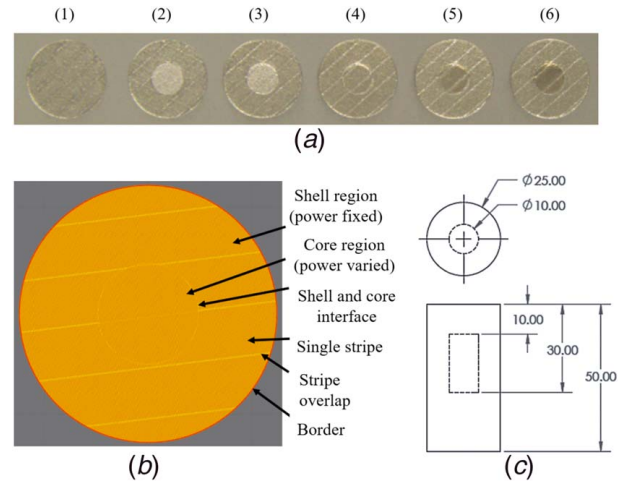 (1) (2) (3) (4) (5) (6)
(a)
Shell region
(power fixed)
Core region
(power varied)
Shell and core
interface
Single stripe
Stripe
overlap
Border
(b)
Ø25.00
Ø10.00
10.00
30.00
50.00
(c)